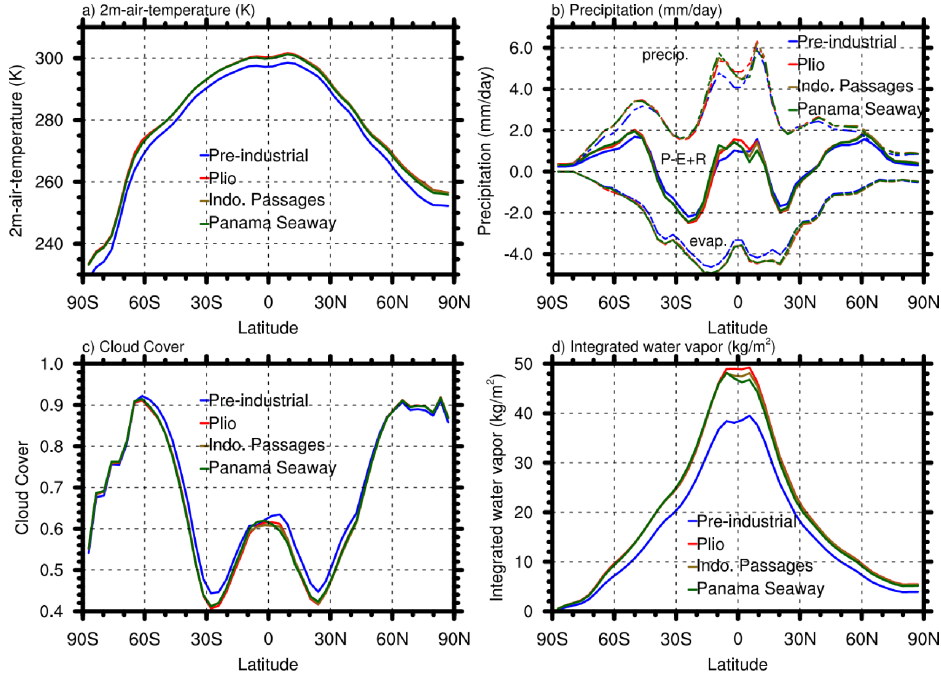 a) 2m-air-temperature (K)
2m-air-temperature (K)
300
280
260
240
Pre-industrial
Plio
Indo. Passages
Panama Seaway
90S 60S 30S 0 30N 60N 90N
Latitude
b) Precipitation (mm/day)
Precipitation (mm/day)
6.0
4.0
2.0
0.0
-2.0
-4.0
precip.
P-E+R
evap.
Pre-industrial
Plio
Indo. Passages
Panama Seaway
90S 60S 30S 0 30N 60N 90N
Latitude
c) Cloud Cover
Cloud Cover
1.0
0.9
0.8
0.7
0.6
0.5
0.4
Pre-industrial
Plio
Indo. Passages
Panama Seaway
90S 60S 30S 0 30N 60N 90N
Latitude
d) Integrated water vapor (kg/m²)
Integrated water vapor (kg/m²)
50
40
30
20
10
0
Pre-industrial
Plio
Indo. Passages
Panama Seaway
90S 60S 30S 0 30N 60N 90N
Latitude